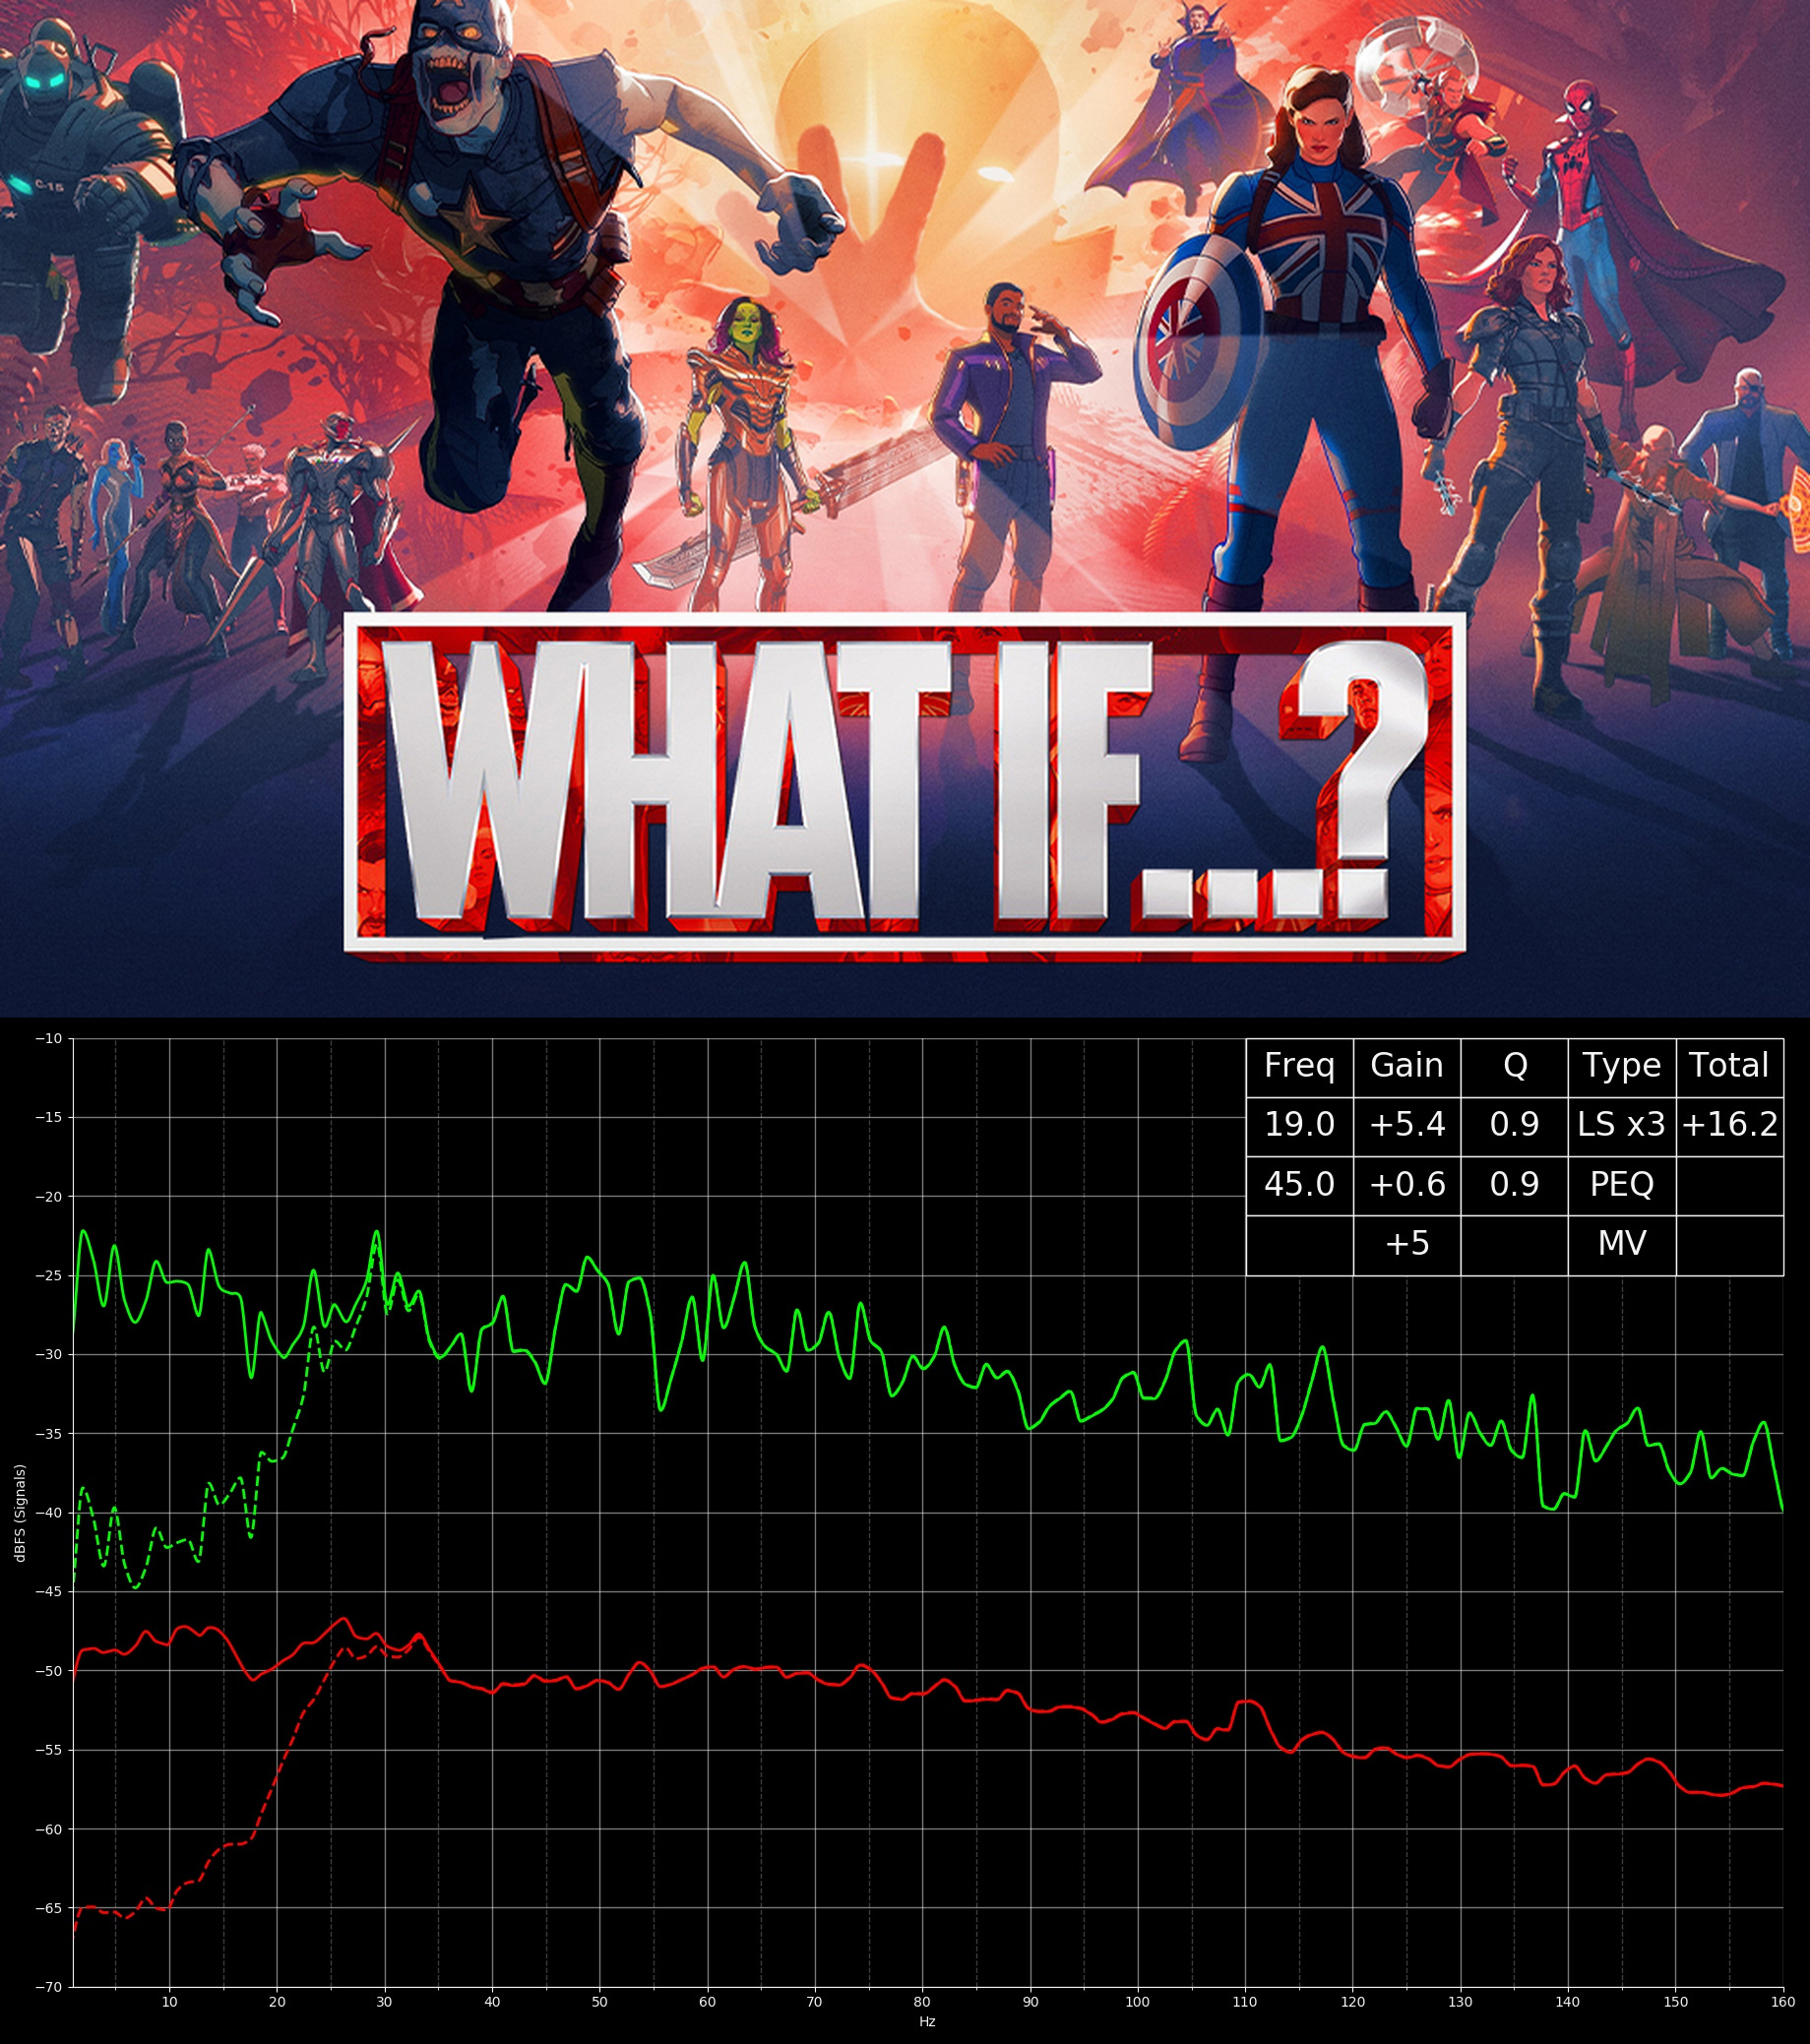 C-15
WHAT IF...?
Freq Gain Q Type Total
19.0 +5.4 0.9 LS x3 +16.2
45.0 +0.6 0.9 PEQ
+5 MV
−10
−15
−20
−25
−30
−35
−40
−45
−50
−55
−60
−65
−70
dBFS (Signals)
10 20 30 40 50 60 70 80 90 100 110 120 130 140 150 160
Hz